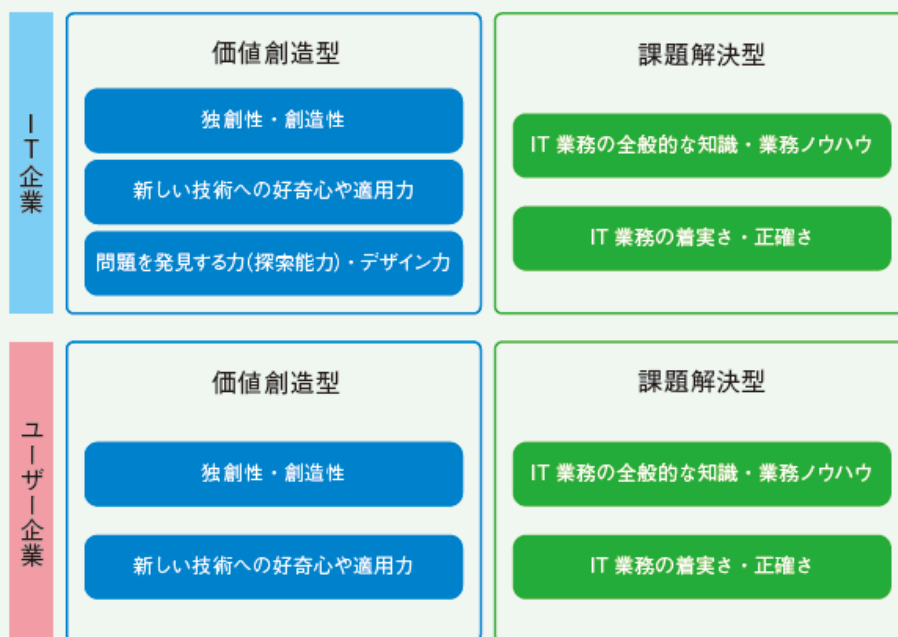 IT企業
価値創造型
独創性・創造性
新しい技術への好奇心や適用力
問題を発見する力(探索能力)・デザイン力
課題解決型
IT 業務の全般的な知識・業務ノウハウ
IT 業務の着実さ・正確さ
ユーザー企業
価値創造型
独創性・創造性
新しい技術への好奇心や適用力
課題解決型
IT 業務の全般的な知識・業務ノウハウ
IT 業務の着実さ・正確さ